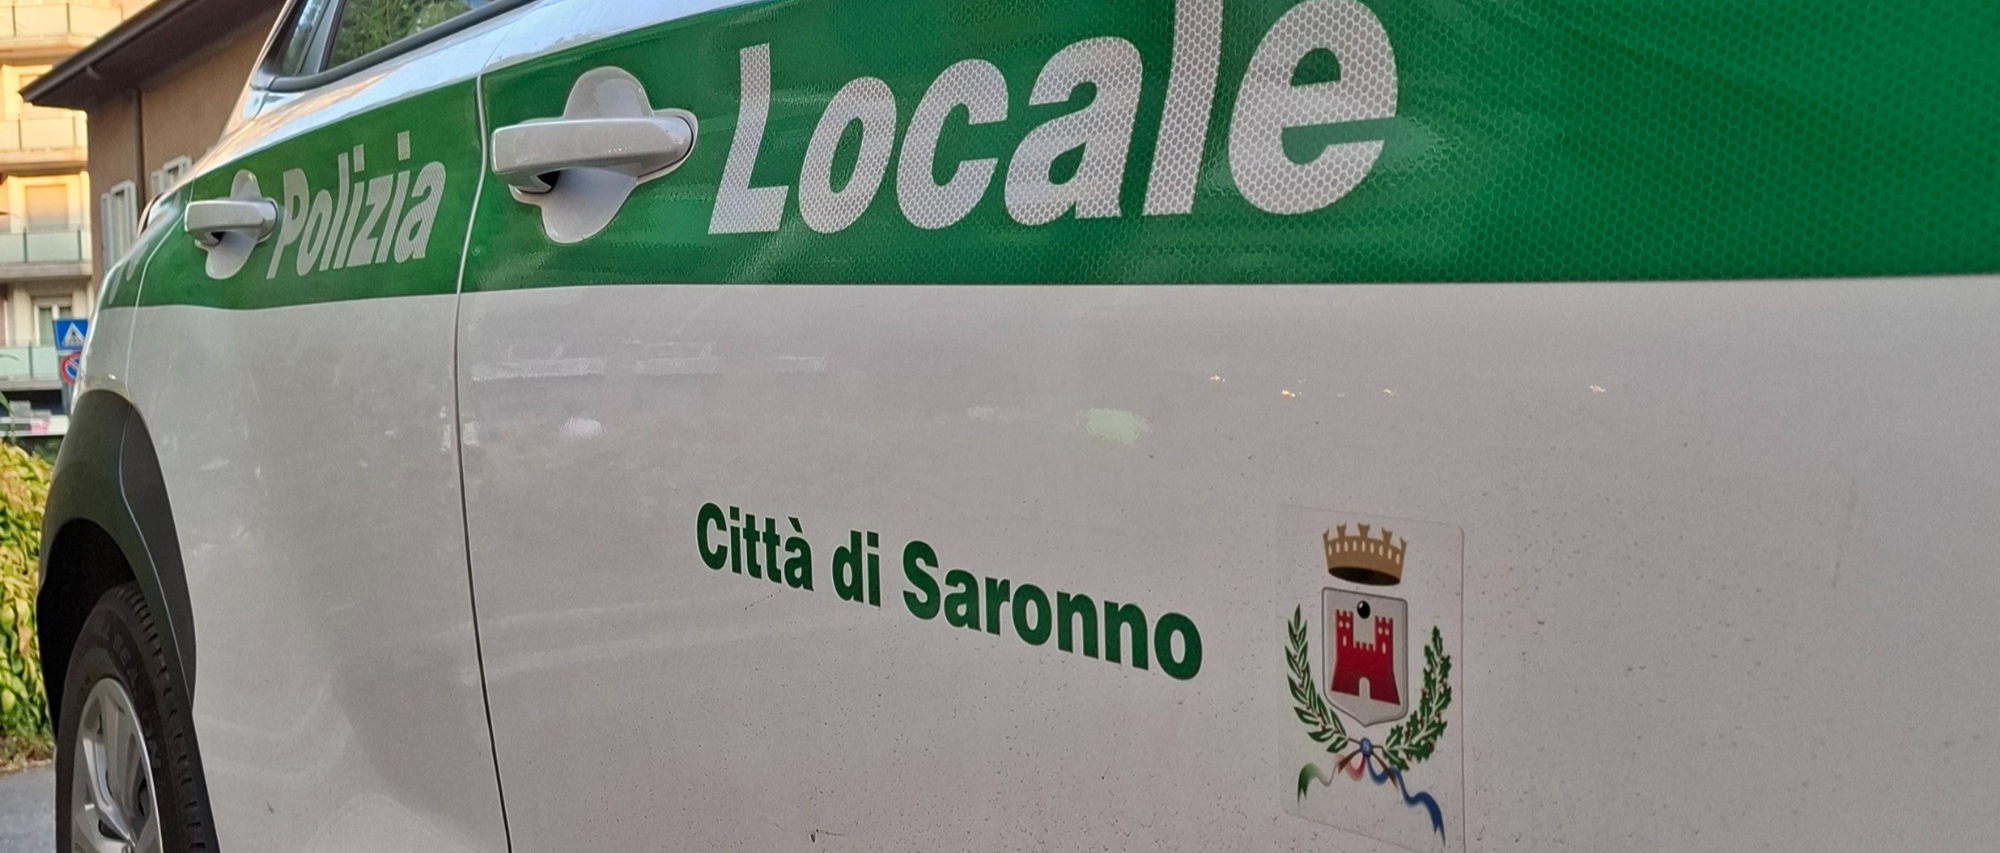 Polizia Locale
Città di Saronno